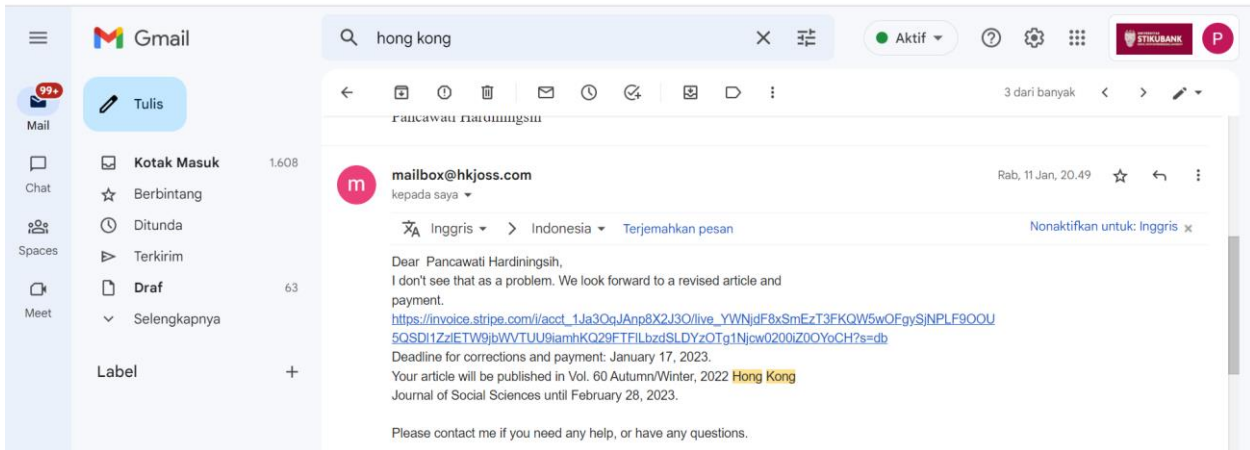 Gmail
hong kong
Aktif
STIKUBANK
P
99+
Mail
Chat
Spaces
Meet
Tulis
Kotak Masuk 1.608
Berbintang
Ditunda
Terkirim
Draf 63
Selengkapnya
Label
3 dari banyak
Pancawati Hardiningsih
m
mailbox@hkjoss.com
Rab, 11 Jan, 20.49
kepada saya
Inggris > Indonesia Terjemahkan pesan
Nonaktifkan untuk: Inggris x
Dear Pancawati Hardiningsih,
I don't see that as a problem. We look forward to a revised article and
payment.
https://invoice.stripe.com/i/acct_1Ja3OqJAnp8X2J3O/live_YWNjdF8xSmEzT3FKQW5wOFgySjNPLF9OOU
5QSDI1ZzlETW9jbWVTUU9iamhKQ29FTFlLbzdSLDYzOTg1Njcw0200iZ0OYoCH?s=db
Deadline for corrections and payment: January 17, 2023.
Your article will be published in Vol. 60 Autumn/Winter, 2022 Hong Kong
Journal of Social Sciences until February 28, 2023.
Please contact me if you need any help, or have any questions.